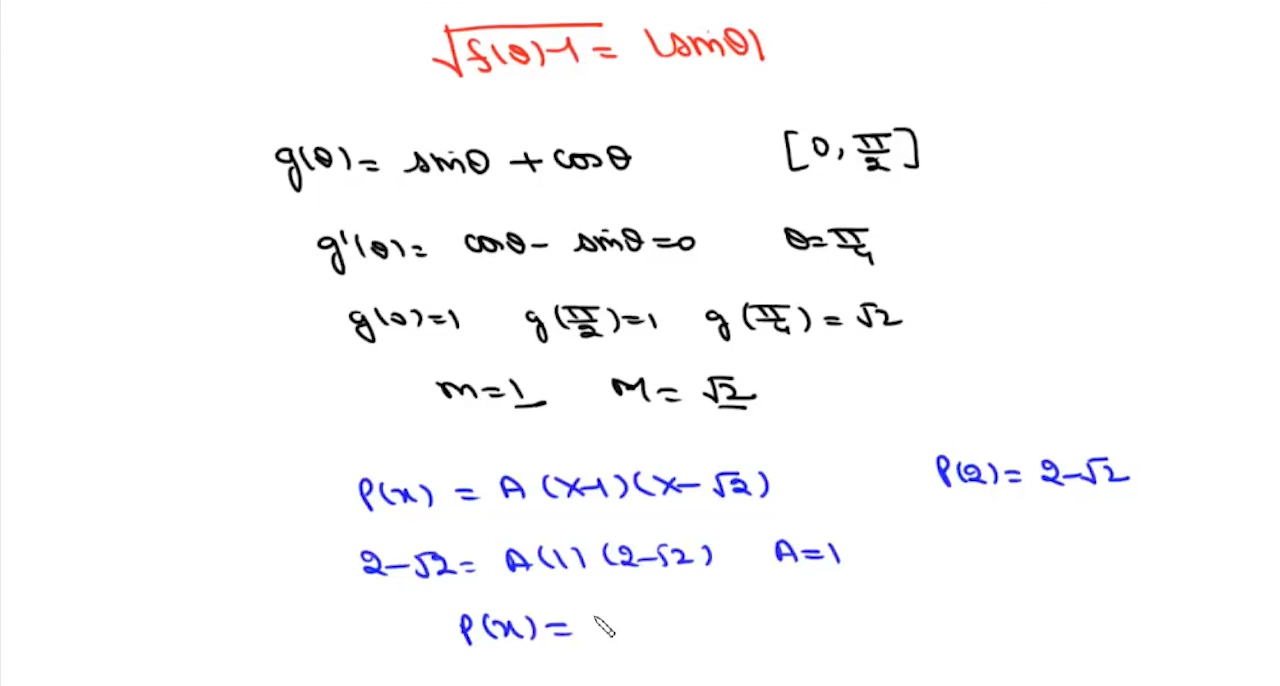 √f(θ)-1 = |sinθ|
g(θ) = sinθ + cosθ [0, π/2]
g'(θ) = cosθ - sinθ = 0 θ = π/4
g(0) = 1 g(π/2) = 1 g(π/4) = √2
m = 1 M = √2
P(x) = A (x-1) (x-√2) P(2) = 2-√2
2-√2 = A(1) (2-√2) A = 1
P(x) =